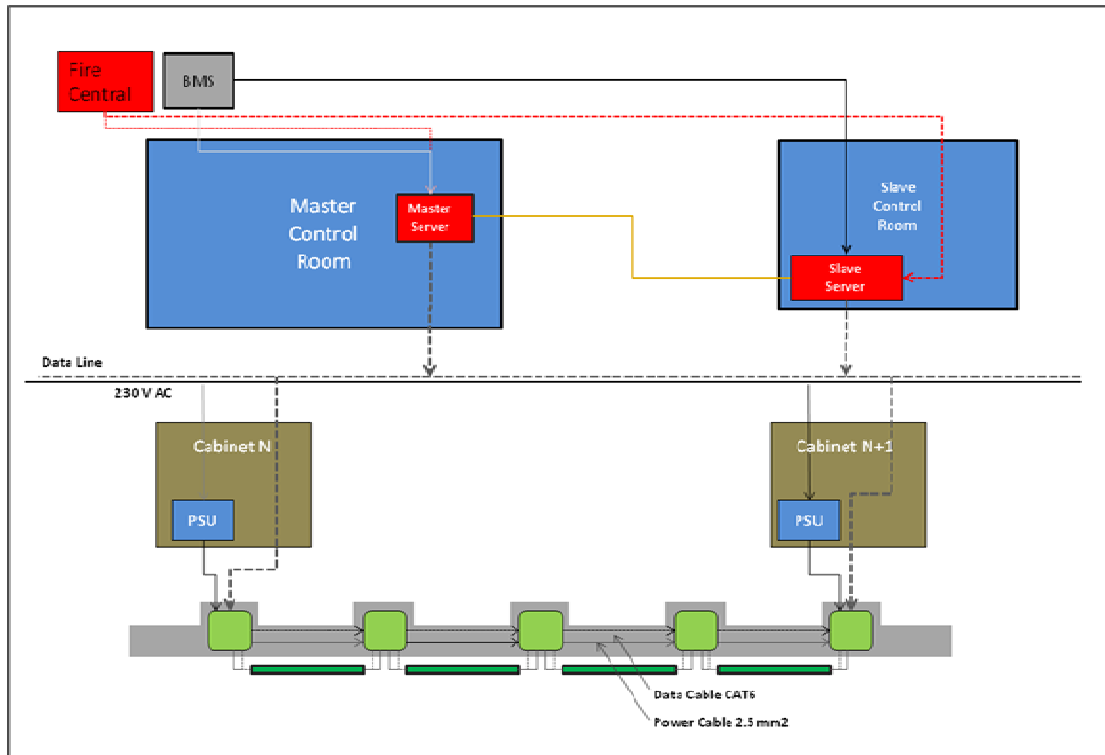 Fire
Central
BMS
Master
Control
Room
Master
Server
Slave
Control
Room
Slave
Server
Data Line
230 V AC
Cabinet N
PSU
Cabinet N+1
PSU
Data Cable CAT6
Power Cable 2.5 mm2